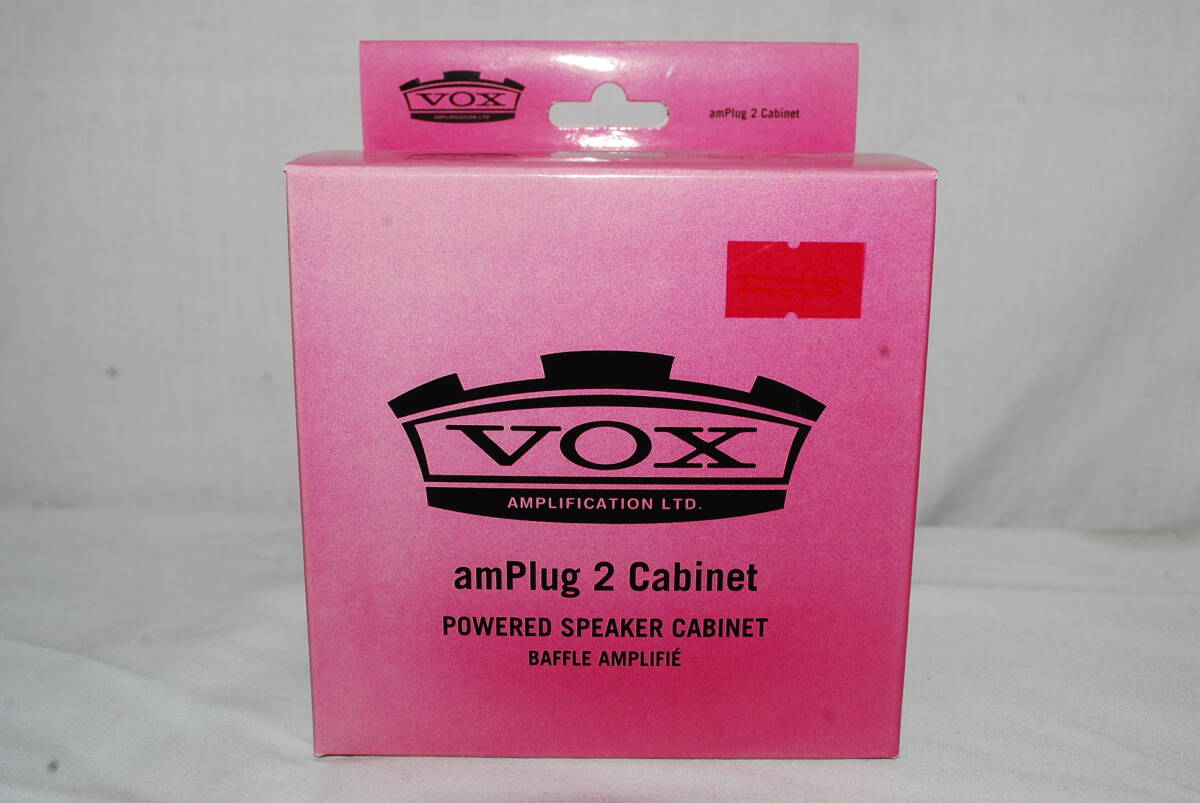 VOX
AMPLIFICATION LTD.
amPlug 2 Cabinet
VOX
AMPLIFICATION LTD.
amPlug 2 Cabinet
POWERED SPEAKER CABINET
BAFFLE AMPLIFIÉ